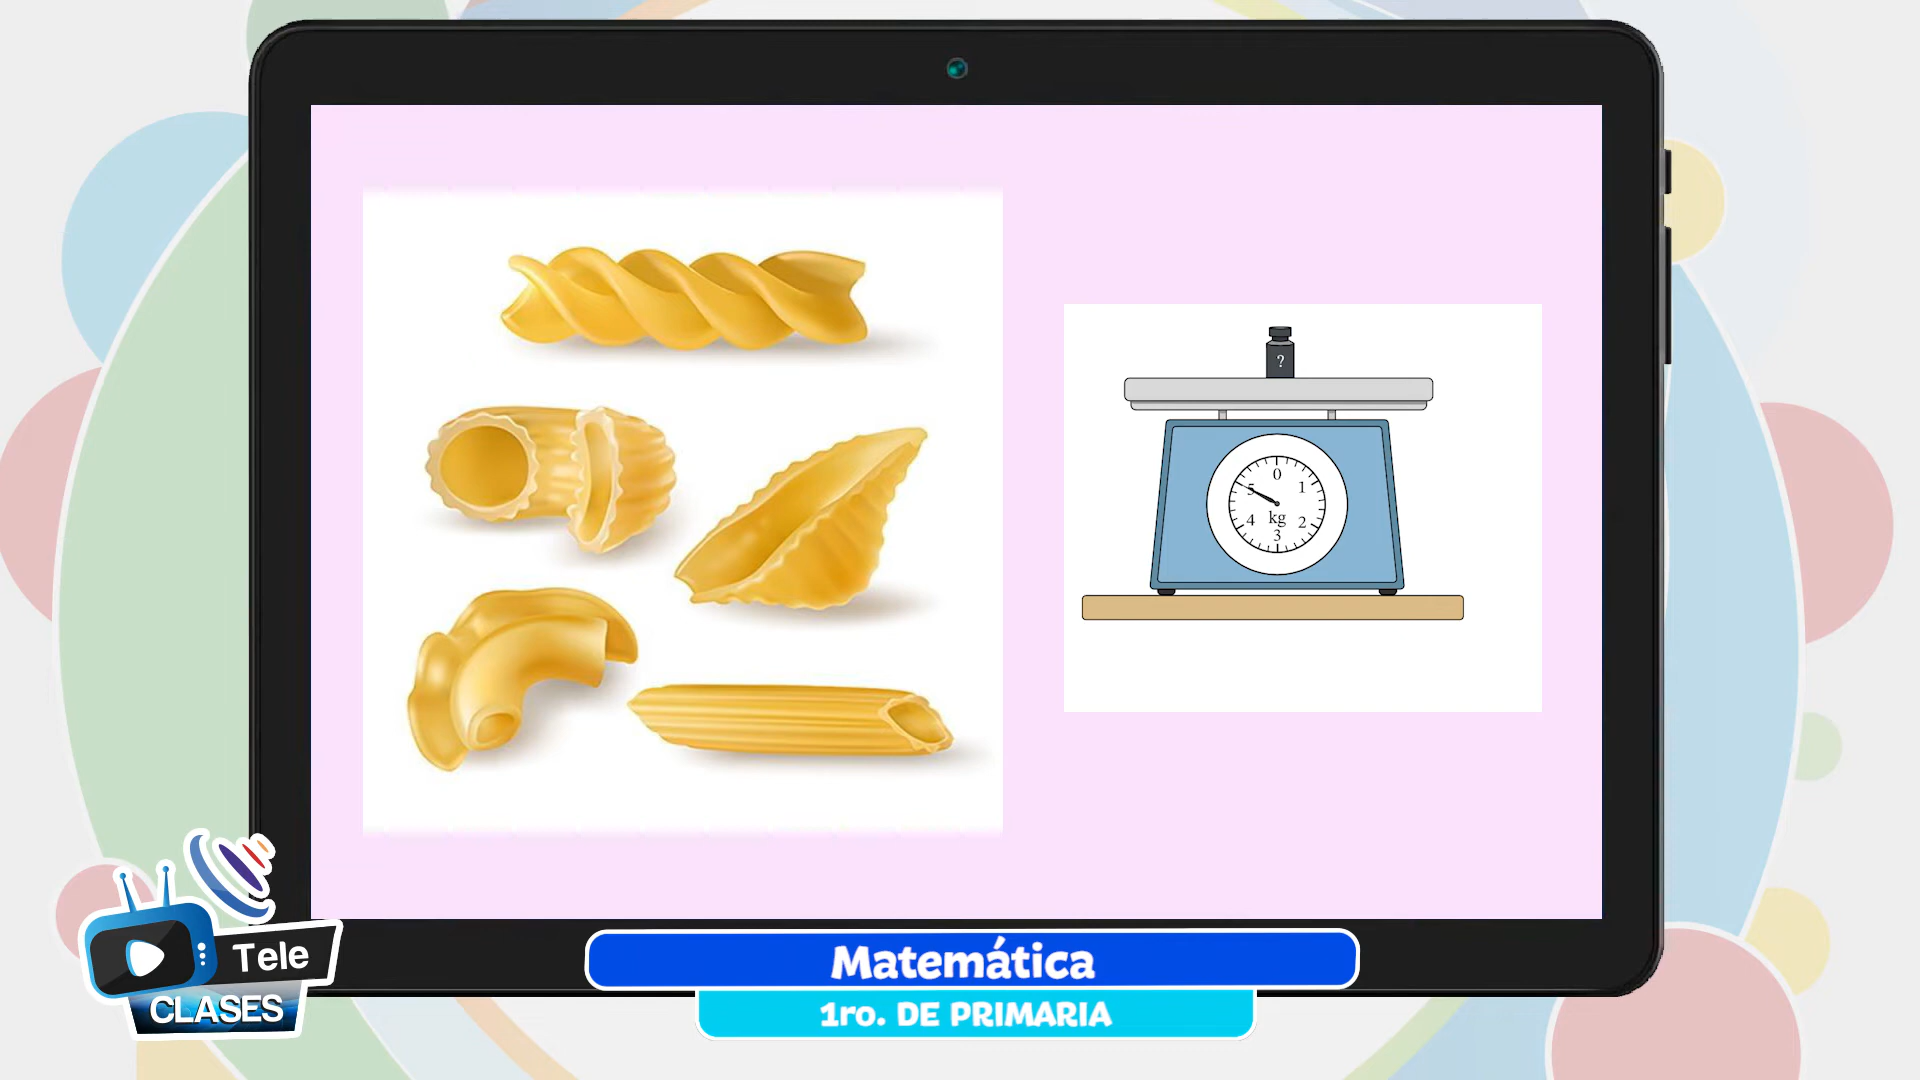 ?
0
1
2
3
4
5
kg
Tele
CLASES
Matemática
1ro. DE PRIMARIA